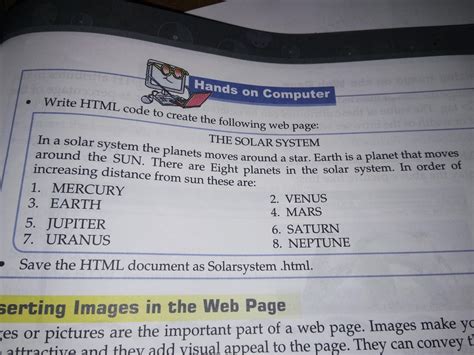 Hands on Computer
• Write HTML code to create the following web page:
THE SOLAR SYSTEM
In a solar system the planets moves around a star. Earth is a planet that moves
around the SUN. There are Eight planets in the solar system. In order of
increasing distance from sun these are:
1. MERCURY 2. VENUS
3. EARTH 4. MARS
5. JUPITER 6. SATURN
7. URANUS 8. NEPTUNE
• Save the HTML document as Solarsystem .html.
serting Images in the Web Page
ges or pictures are the important part of a web page. Images make yo
attractive and they add visual appeal to the page. They can convey t